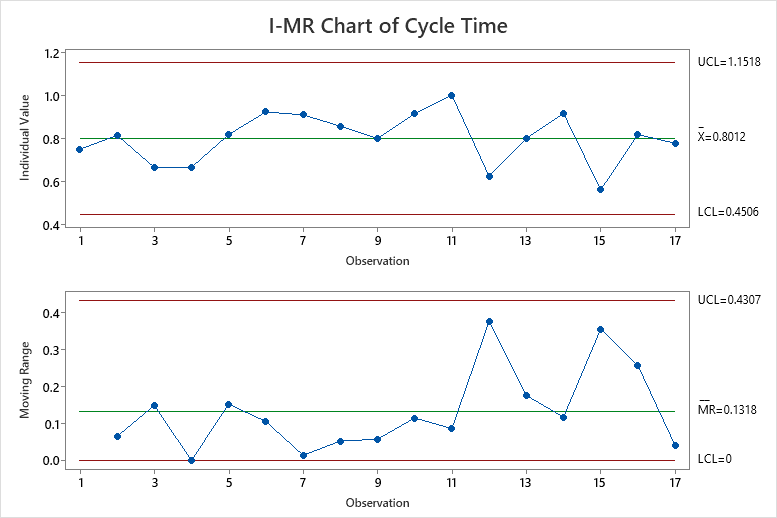 I-MR Chart of Cycle Time
1.2
1.0
0.8
0.6
0.4
Individual Value
UCL=1.1518
X̄=0.8012
LCL=0.4506
1 3 5 7 9 11 13 15 17
Observation
0.4
0.3
0.2
0.1
0.0
Moving Range
UCL=0.4307
M̅R̅=0.1318
LCL=0
1 3 5 7 9 11 13 15 17
Observation